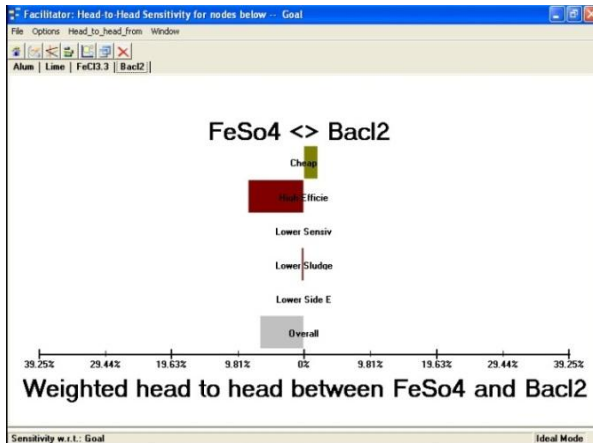 Facilitator: Head-to-Head Sensitivity for nodes below -- Goal
File Options Head_to_head_from Window
Alum | Lime | FeCl3.3 | Bacl2
FeSo4 <> Bacl2
Cheap
High Efficie
Lower Sensiv
Lower Sludge
Lower Side E
Overall
39.25% 29.44% 19.63% 9.81% 0% 9.81% 19.63% 29.44% 39.25%
Weighted head to head between FeSo4 and Bacl2
Sensitivity w.r.t.: Goal Ideal Mode